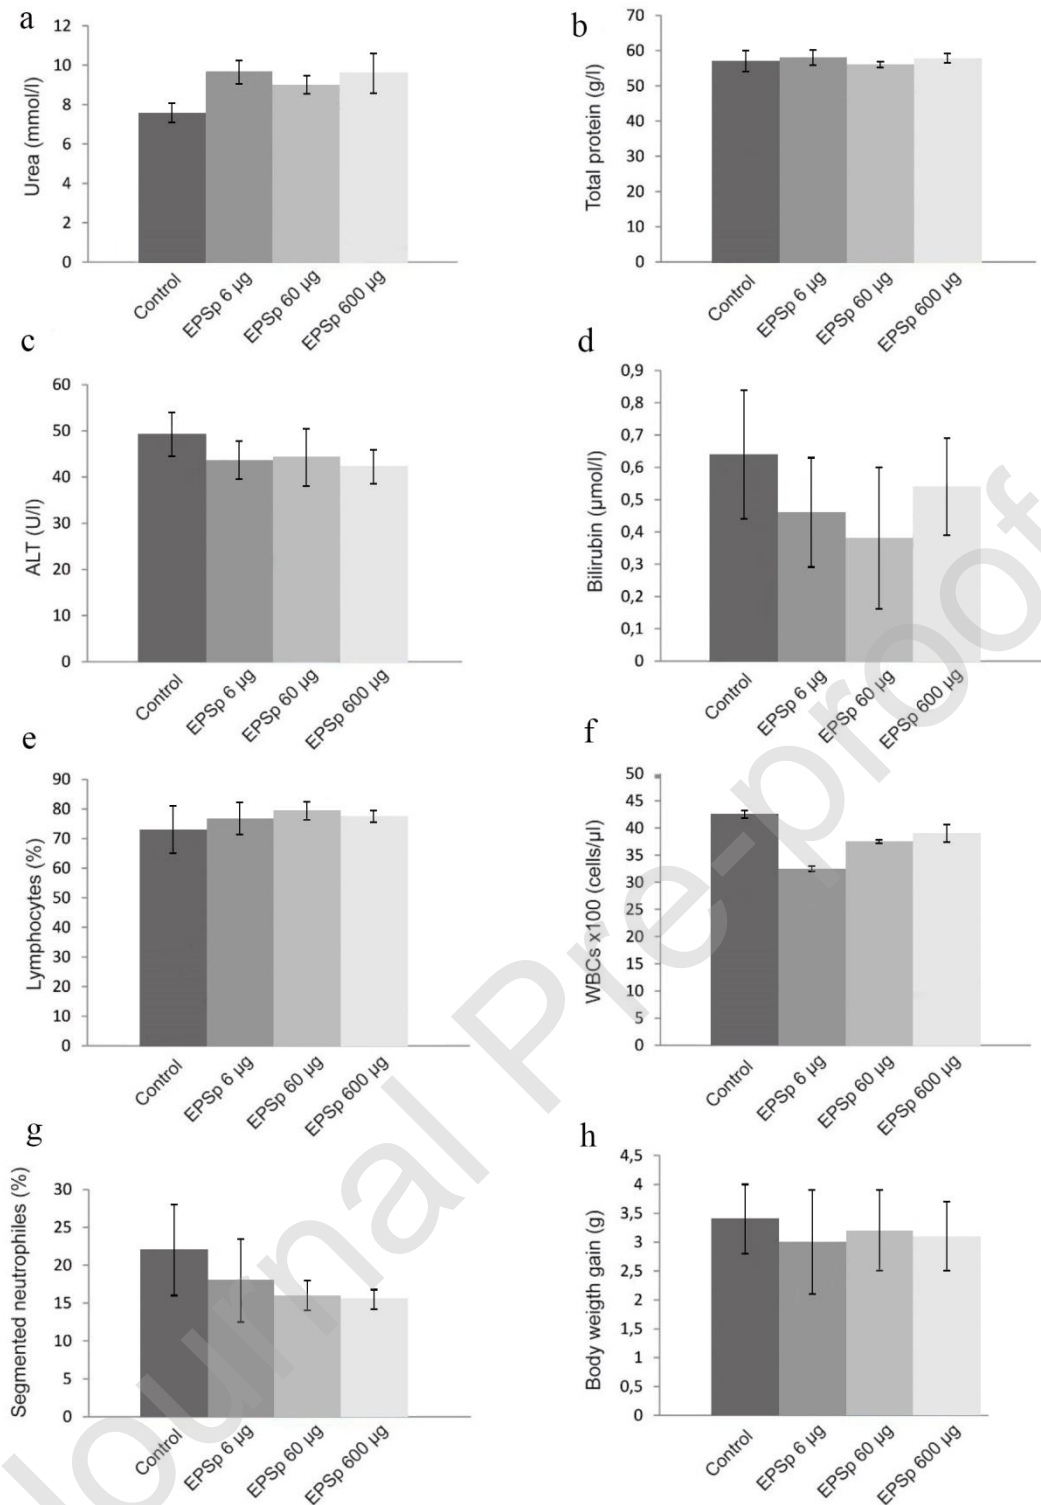 a
Urea (mmol/l)
12
10
8
6
4
2
0
Control
EPSp 6 µg
EPSp 60 µg
EPSp 600 µg
b
Total protein (g/l)
70
60
50
40
30
20
10
0
Control
EPSp 6 µg
EPSp 60 µg
EPSp 600 µg
c
ALT (U/l)
60
50
40
30
20
10
0
Control
EPSp 6 µg
EPSp 60 µg
EPSp 600 µg
d
Bilirubin (µmol/l)
0,9
0,8
0,7
0,6
0,5
0,4
0,3
0,2
0,1
0
Control
EPSp 6 µg
EPSp 60 µg
EPSp 600 µg
e
Lymphocytes (%)
90
80
70
60
50
40
30
20
10
0
Control
EPSp 6 µg
EPSp 60 µg
EPSp 600 µg
f
WBCs x100 (cells/µl)
50
45
40
35
30
25
20
15
10
5
0
Control
EPSp 6 µg
EPSp 60 µg
EPSp 600 µg
g
Segmented neutrophiles (%)
30
25
20
15
10
5
0
Control
EPSp 6 µg
EPSp 60 µg
EPSp 600 µg
h
Body weigth gain (g)
4,5
4
3,5
3
2,5
2
1,5
1
0,5
0
Control
EPSp 6 µg
EPSp 60 µg
EPSp 600 µg
Journal Pre-proof